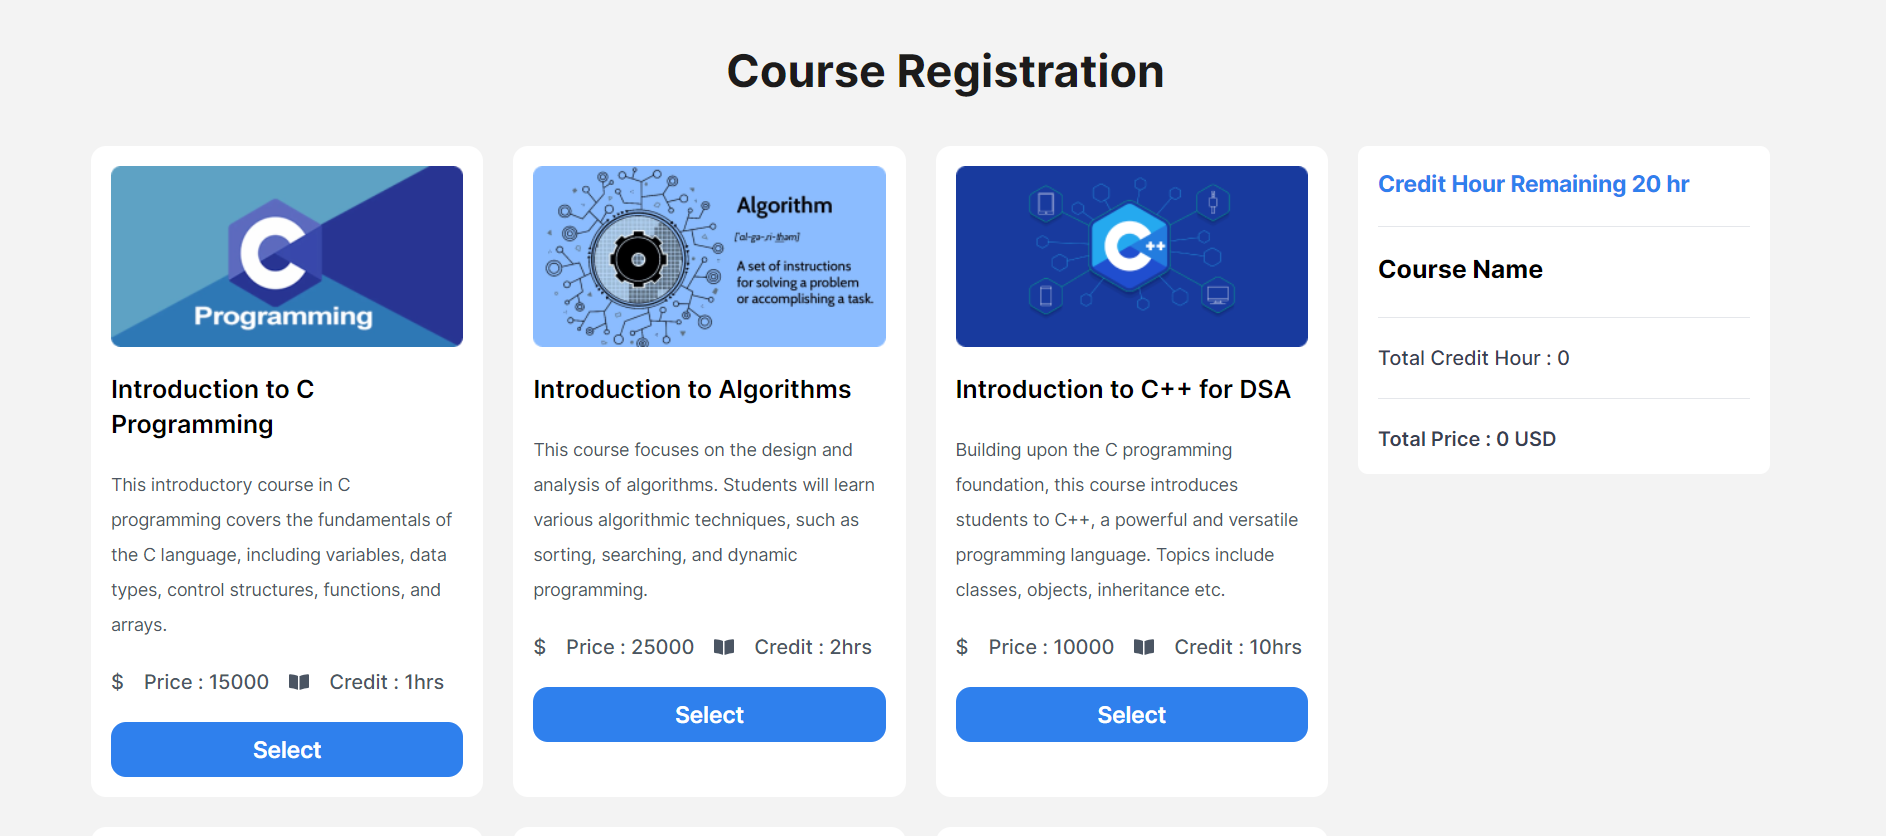 Course Registration
C
Programming
Introduction to C
Programming
This introductory course in C
programming covers the fundamentals of
the C language, including variables, data
types, control structures, functions, and
arrays.
$ Price : 15000 Credit : 1hrs
Select
Algorithm
['al-gə-ri-thəm]
A set of instructions
for solving a problem
or accomplishing a task.
Introduction to Algorithms
This course focuses on the design and
analysis of algorithms. Students will learn
various algorithmic techniques, such as
sorting, searching, and dynamic
programming.
$ Price : 25000 Credit : 2hrs
Select
C++
Introduction to C++ for DSA
Building upon the C programming
foundation, this course introduces
students to C++, a powerful and versatile
programming language. Topics include
classes, objects, inheritance etc.
$ Price : 10000 Credit : 10hrs
Select
Credit Hour Remaining 20 hr
Course Name
Total Credit Hour : 0
Total Price : 0 USD